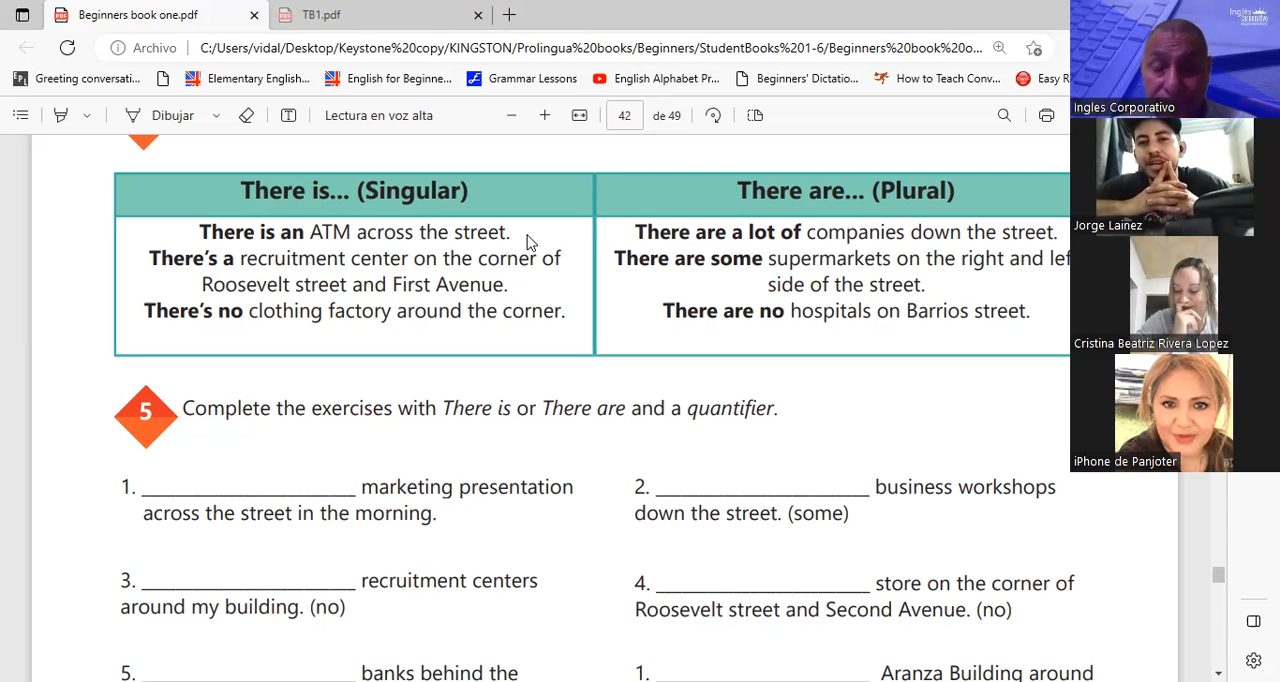 Beginners book one.pdf
TB1.pdf
Archivo
C:/Users/vidal/Desktop/Keystone%20copy/KINGSTON/Prolingua%20books/Beginners/StudentBooks%201-6/Beginners%20book%20o...
Greeting conversati...
Elementary English...
English for Beginne...
Grammar Lessons
English Alphabet Pr...
Beginners' Dictatio...
How to Teach Conv...
Easy R
Dibujar
Lectura en voz alta
42
de 49
There is... (Singular)
There are... (Plural)
There is an ATM across the street.
There's a recruitment center on the corner of
Roosevelt street and First Avenue.
There's no clothing factory around the corner.
There are a lot of companies down the street.
There are some supermarkets on the right and lef
side of the street.
There are no hospitals on Barrios street.
5
Complete the exercises with There is or There are and a quantifier.
1. ____________________ marketing presentation
across the street in the morning.
2. ____________________ business workshops
down the street. (some)
3. ____________________ recruitment centers
around my building. (no)
4. ____________________ store on the corner of
Roosevelt street and Second Avenue. (no)
5. ____________________ banks behind the
1. ____________________ Aranza Building around
Ingles Corporativo
Jorge Lainez
Cristina Beatriz Rivera Lopez
iPhone de Panjoter